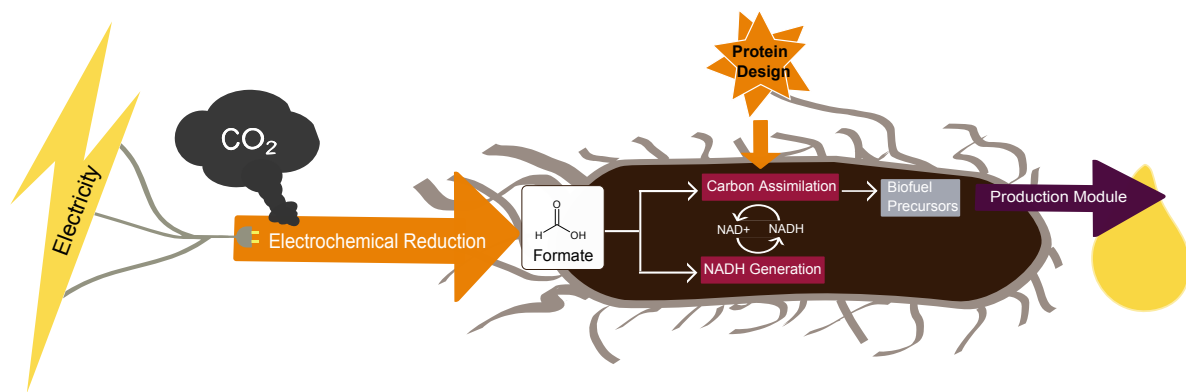 Electricity
CO₂
Electrochemical Reduction
O
H
OH
Formate
Protein
Design
Carbon Assimilation
NAD+
NADH
NADH Generation
Biofuel
Precursors
Production Module